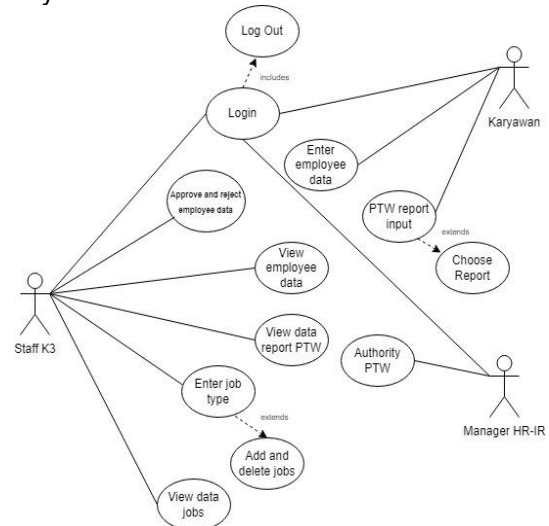 Log Out
includes
Login
Karyawan
Enter
employee
data
Approve and reject
employee data
PTW report
input
extends
Choose
Report
View
employee
data
Staff K3
View data
report PTW
Authority
PTW
Manager HR-IR
Enter job
type
extends
Add and
delete jobs
View data
jobs